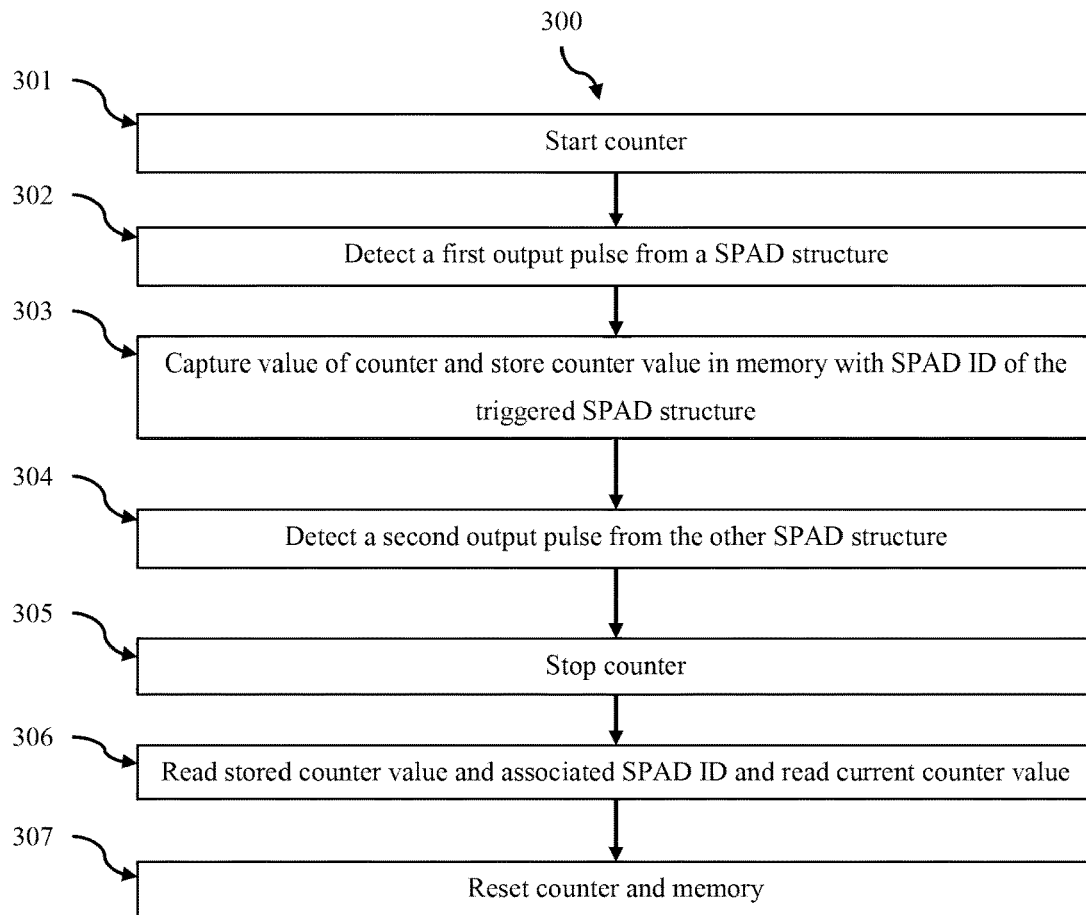 300
301
Start counter
302
Detect a first output pulse from a SPAD structure
303
Capture value of counter and store counter value in memory with SPAD ID of the
triggered SPAD structure
304
Detect a second output pulse from the other SPAD structure
305
Stop counter
306
Read stored counter value and associated SPAD ID and read current counter value
307
Reset counter and memory